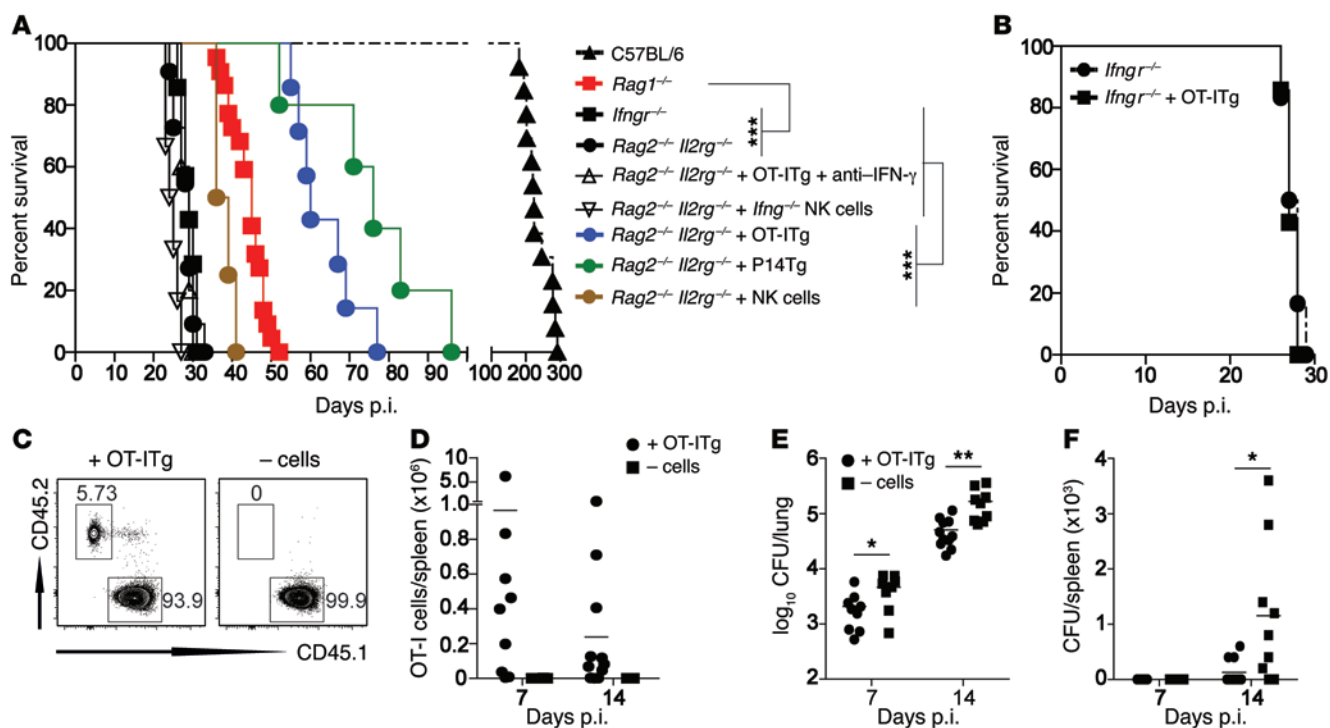 A
Percent survival
100
80
60
40
20
0
0
10
20
30
40
50
60
70
80
90
100
200
300
Days p.i.
C57BL/6
Rag1⁻/⁻
Ifngr⁻/⁻
Rag2⁻/⁻ Il2rg⁻/⁻
Rag2⁻/⁻ Il2rg⁻/⁻ + OT-ITg + anti–IFN-γ
Rag2⁻/⁻ Il2rg⁻/⁻ + Ifng⁻/⁻ NK cells
Rag2⁻/⁻ Il2rg⁻/⁻ + OT-ITg
Rag2⁻/⁻ Il2rg⁻/⁻ + P14Tg
Rag2⁻/⁻ Il2rg⁻/⁻ + NK cells
***
***
B
Percent survival
100
80
60
40
20
0
0
10
20
30
Days p.i.
Ifngr⁻/⁻
Ifngr⁻/⁻ + OT-ITg
C
+ OT-ITg
– cells
CD45.2
5.73
93.9
0
99.9
CD45.1
D
OT-I cells/spleen (x10⁶)
10
5.0
1.0
0.8
0.6
0.4
0.2
0
7
14
Days p.i.
+ OT-ITg
– cells
E
log₁₀ CFU/lung
6
5
4
3
2
7
14
Days p.i.
+ OT-ITg
– cells
*
**
F
CFU/spleen (x10³)
4
3
2
1
0
7
14
Days p.i.
*